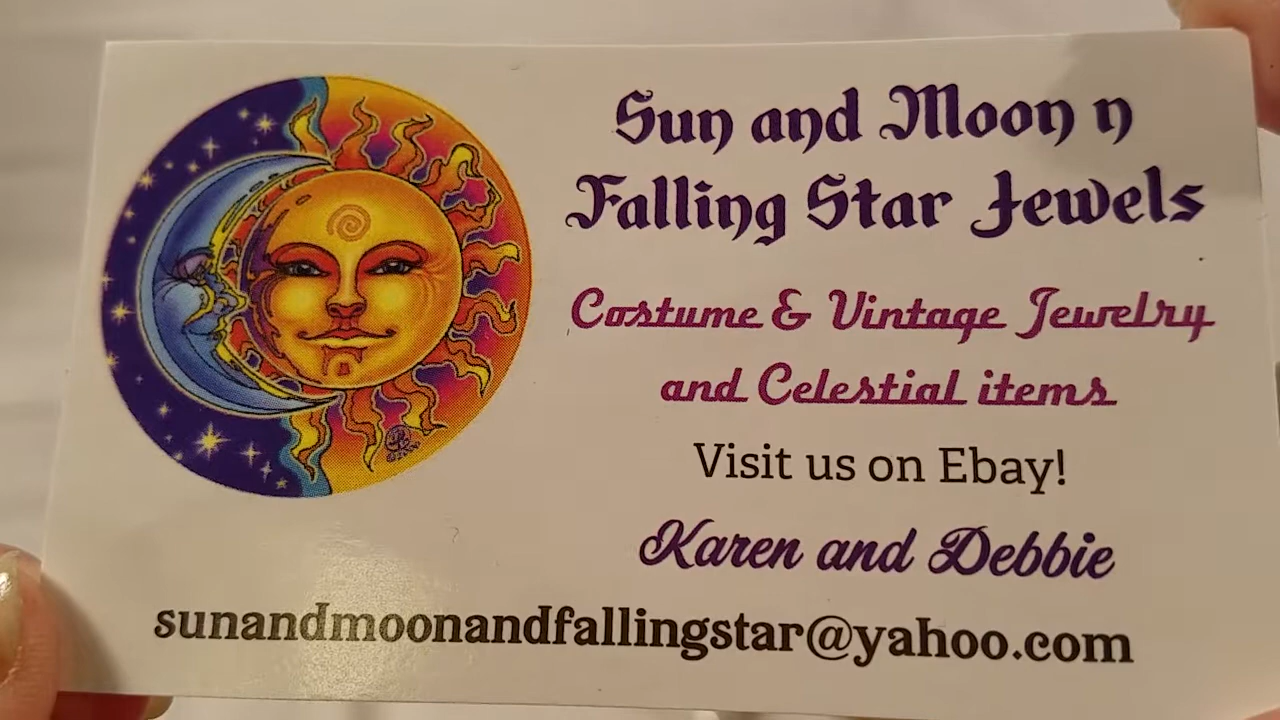 Sun and Moon n
Falling Star Jewels
Costume & Vintage Jewelry
and Celestial items
Visit us on Ebay!
Karen and Debbie
sunandmoonandfallingstar@yahoo.com